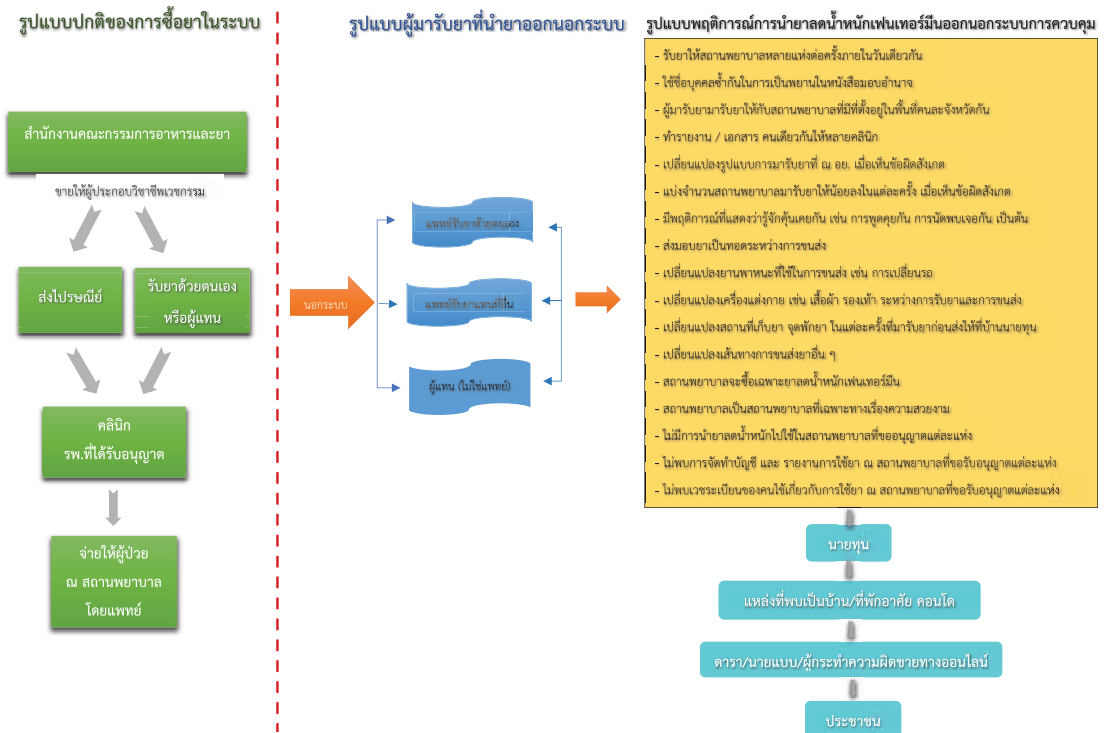 รูปแบบปกติของการซื้อยาในระบบ
สำนักงานคณะกรรมการอาหารและยา
ขายให้ผู้ประกอบวิชาชีพเวชกรรม
ส่งไปรษณีย์
รับยาด้วยตนเอง
หรือผู้แทน
คลินิก
รพ.ที่ได้รับอนุญาต
จ่ายให้ผู้ป่วย
ณ สถานพยาบาล
โดยแพทย์
รูปแบบผู้มารับยาที่นำยาออกนอกระบบ
นอกระบบ
แพทย์รับยาด้วยตนเอง
แพทย์รับยาแทนที่อื่น
ผู้แทน (ไม่ใช่แพทย์)
รูปแบบพฤติการณ์การนำยาลดน้ำหนักเฟนเทอร์มีนออกนอกระบบการควบคุม
- รับยาให้สถานพยาบาลหลายแห่งต่อครั้งภายในวันเดียวกัน
- ใช้ชื่อบุคคลซ้ำกันในการเป็นพยานในหนังสือมอบอำนาจ
- ผู้มารับยามารับยาให้กับสถานพยาบาลที่มีที่ตั้งอยู่ในพื้นที่คนละจังหวัดกัน
- ทำรายงาน / เอกสาร คนเดียวกันให้หลายคลินิก
- เปลี่ยนแปลงรูปแบบการมารับยาที่ ณ อย. เมื่อเห็นข้อผิดสังเกต
- แบ่งจำนวนสถานพยาบาลมารับยาให้น้อยลงในแต่ละครั้ง เมื่อเห็นข้อผิดสังเกต
- มีพฤติการณ์ที่แสดงว่ารู้จักคุ้นเคยกัน เช่น การพูดคุยกัน การนัดพบเจอกัน เป็นต้น
- ส่งมอบยาเป็นทอดระหว่างการขนส่ง
- เปลี่ยนแปลงยานพาหนะที่ใช้ในการขนส่ง เช่น การเปลี่ยนรถ
- เปลี่ยนแปลงเครื่องแต่งกาย เช่น เสื้อผ้า รองเท้า ระหว่างการรับยาและการขนส่ง
- เปลี่ยนแปลงสถานที่เก็บยา จุดพักยา ในแต่ละครั้งที่มารับยาก่อนส่งให้ที่บ้านนายทุน
- เปลี่ยนแปลงเส้นทางการขนส่งยาอื่น ๆ
- สถานพยาบาลจะซื้อเฉพาะยาลดน้ำหนักเฟนเทอร์มีน
- สถานพยาบาลเป็นสถานพยาบาลที่เฉพาะทางเรื่องความสวยงาม
- ไม่มีการนำยาลดน้ำหนักไปใช้ในสถานพยาบาลที่ขออนุญาตแต่ละแห่ง
- ไม่พบการจัดทำบัญชี และ รายงานการใช้ยา ณ สถานพยาบาลที่ขอรับอนุญาตแต่ละแห่ง
- ไม่พบเวชระเบียนของคนไข้เกี่ยวกับการใช้ยา ณ สถานพยาบาลที่ขอรับอนุญาตแต่ละแห่ง
นายทุน
แหล่งที่พบเป็นบ้าน/ที่พักอาศัย คอนโด
ดารา/นายแบบ/ผู้กระทำความผิดขายทางออนไลน์
ประชาชน